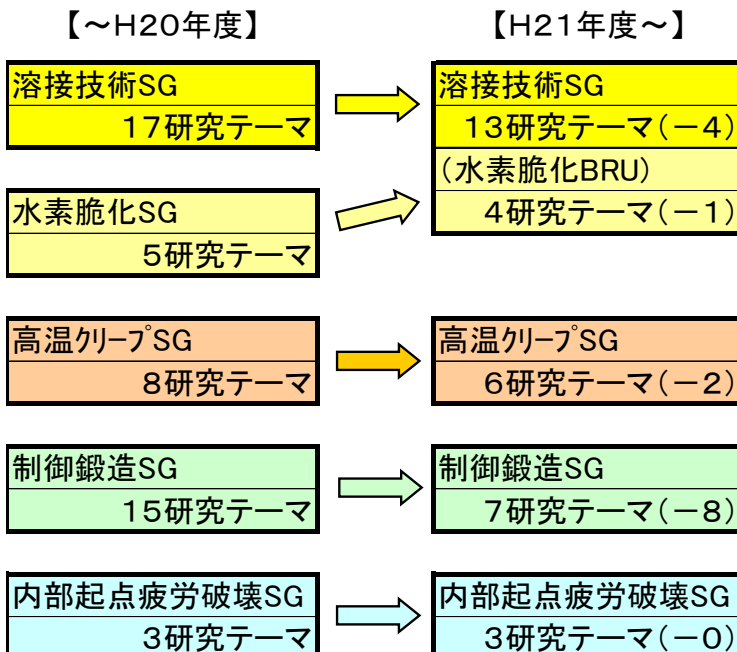 【～H20年度】
【H21年度～】
溶接技術SG
17研究テーマ
溶接技術SG
13研究テーマ(－4)
(水素脆化BRU)
4研究テーマ(－1)
水素脆化SG
5研究テーマ
高温ｸﾘｰﾌﾟSG
8研究テーマ
高温ｸﾘｰﾌﾟSG
6研究テーマ(－2)
制御鍛造SG
15研究テーマ
制御鍛造SG
7研究テーマ(－8)
内部起点疲労破壊SG
3研究テーマ
内部起点疲労破壊SG
3研究テーマ(－0)